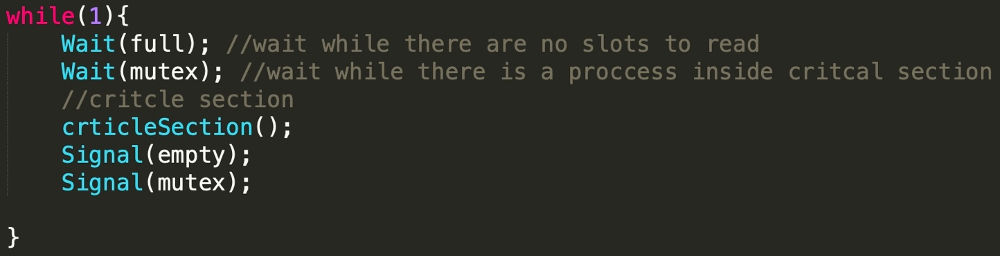 while(1){
    Wait(full); //wait while there are no slots to read
    Wait(mutex); //wait while there is a proccess inside critcal section
    //critcle section
    crticleSection();
    Signal(empty);
    Signal(mutex);
}